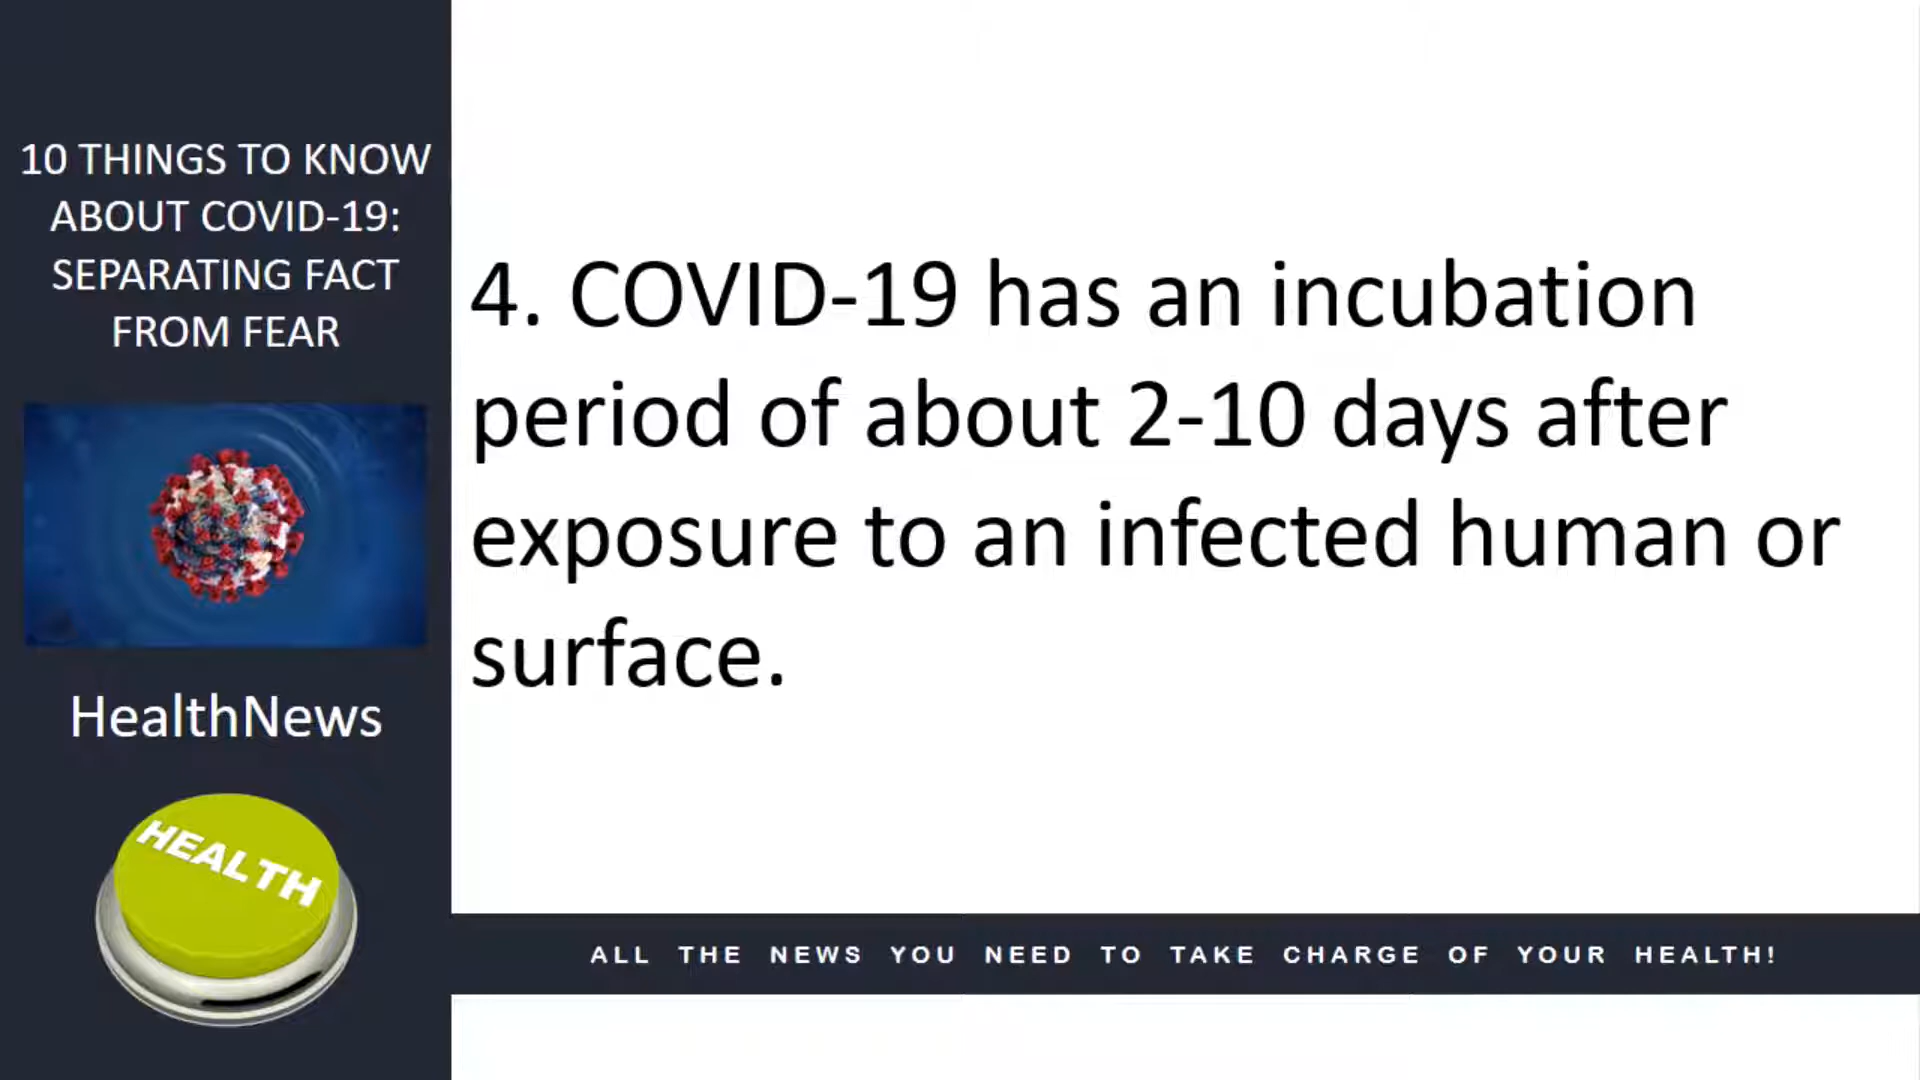 10 THINGS TO KNOW
ABOUT COVID-19:
SEPARATING FACT
FROM FEAR
HealthNews
HEALTH
4. COVID-19 has an incubation
period of about 2-10 days after
exposure to an infected human or
surface.
ALL THE NEWS YOU NEED TO TAKE CHARGE OF YOUR HEALTH!